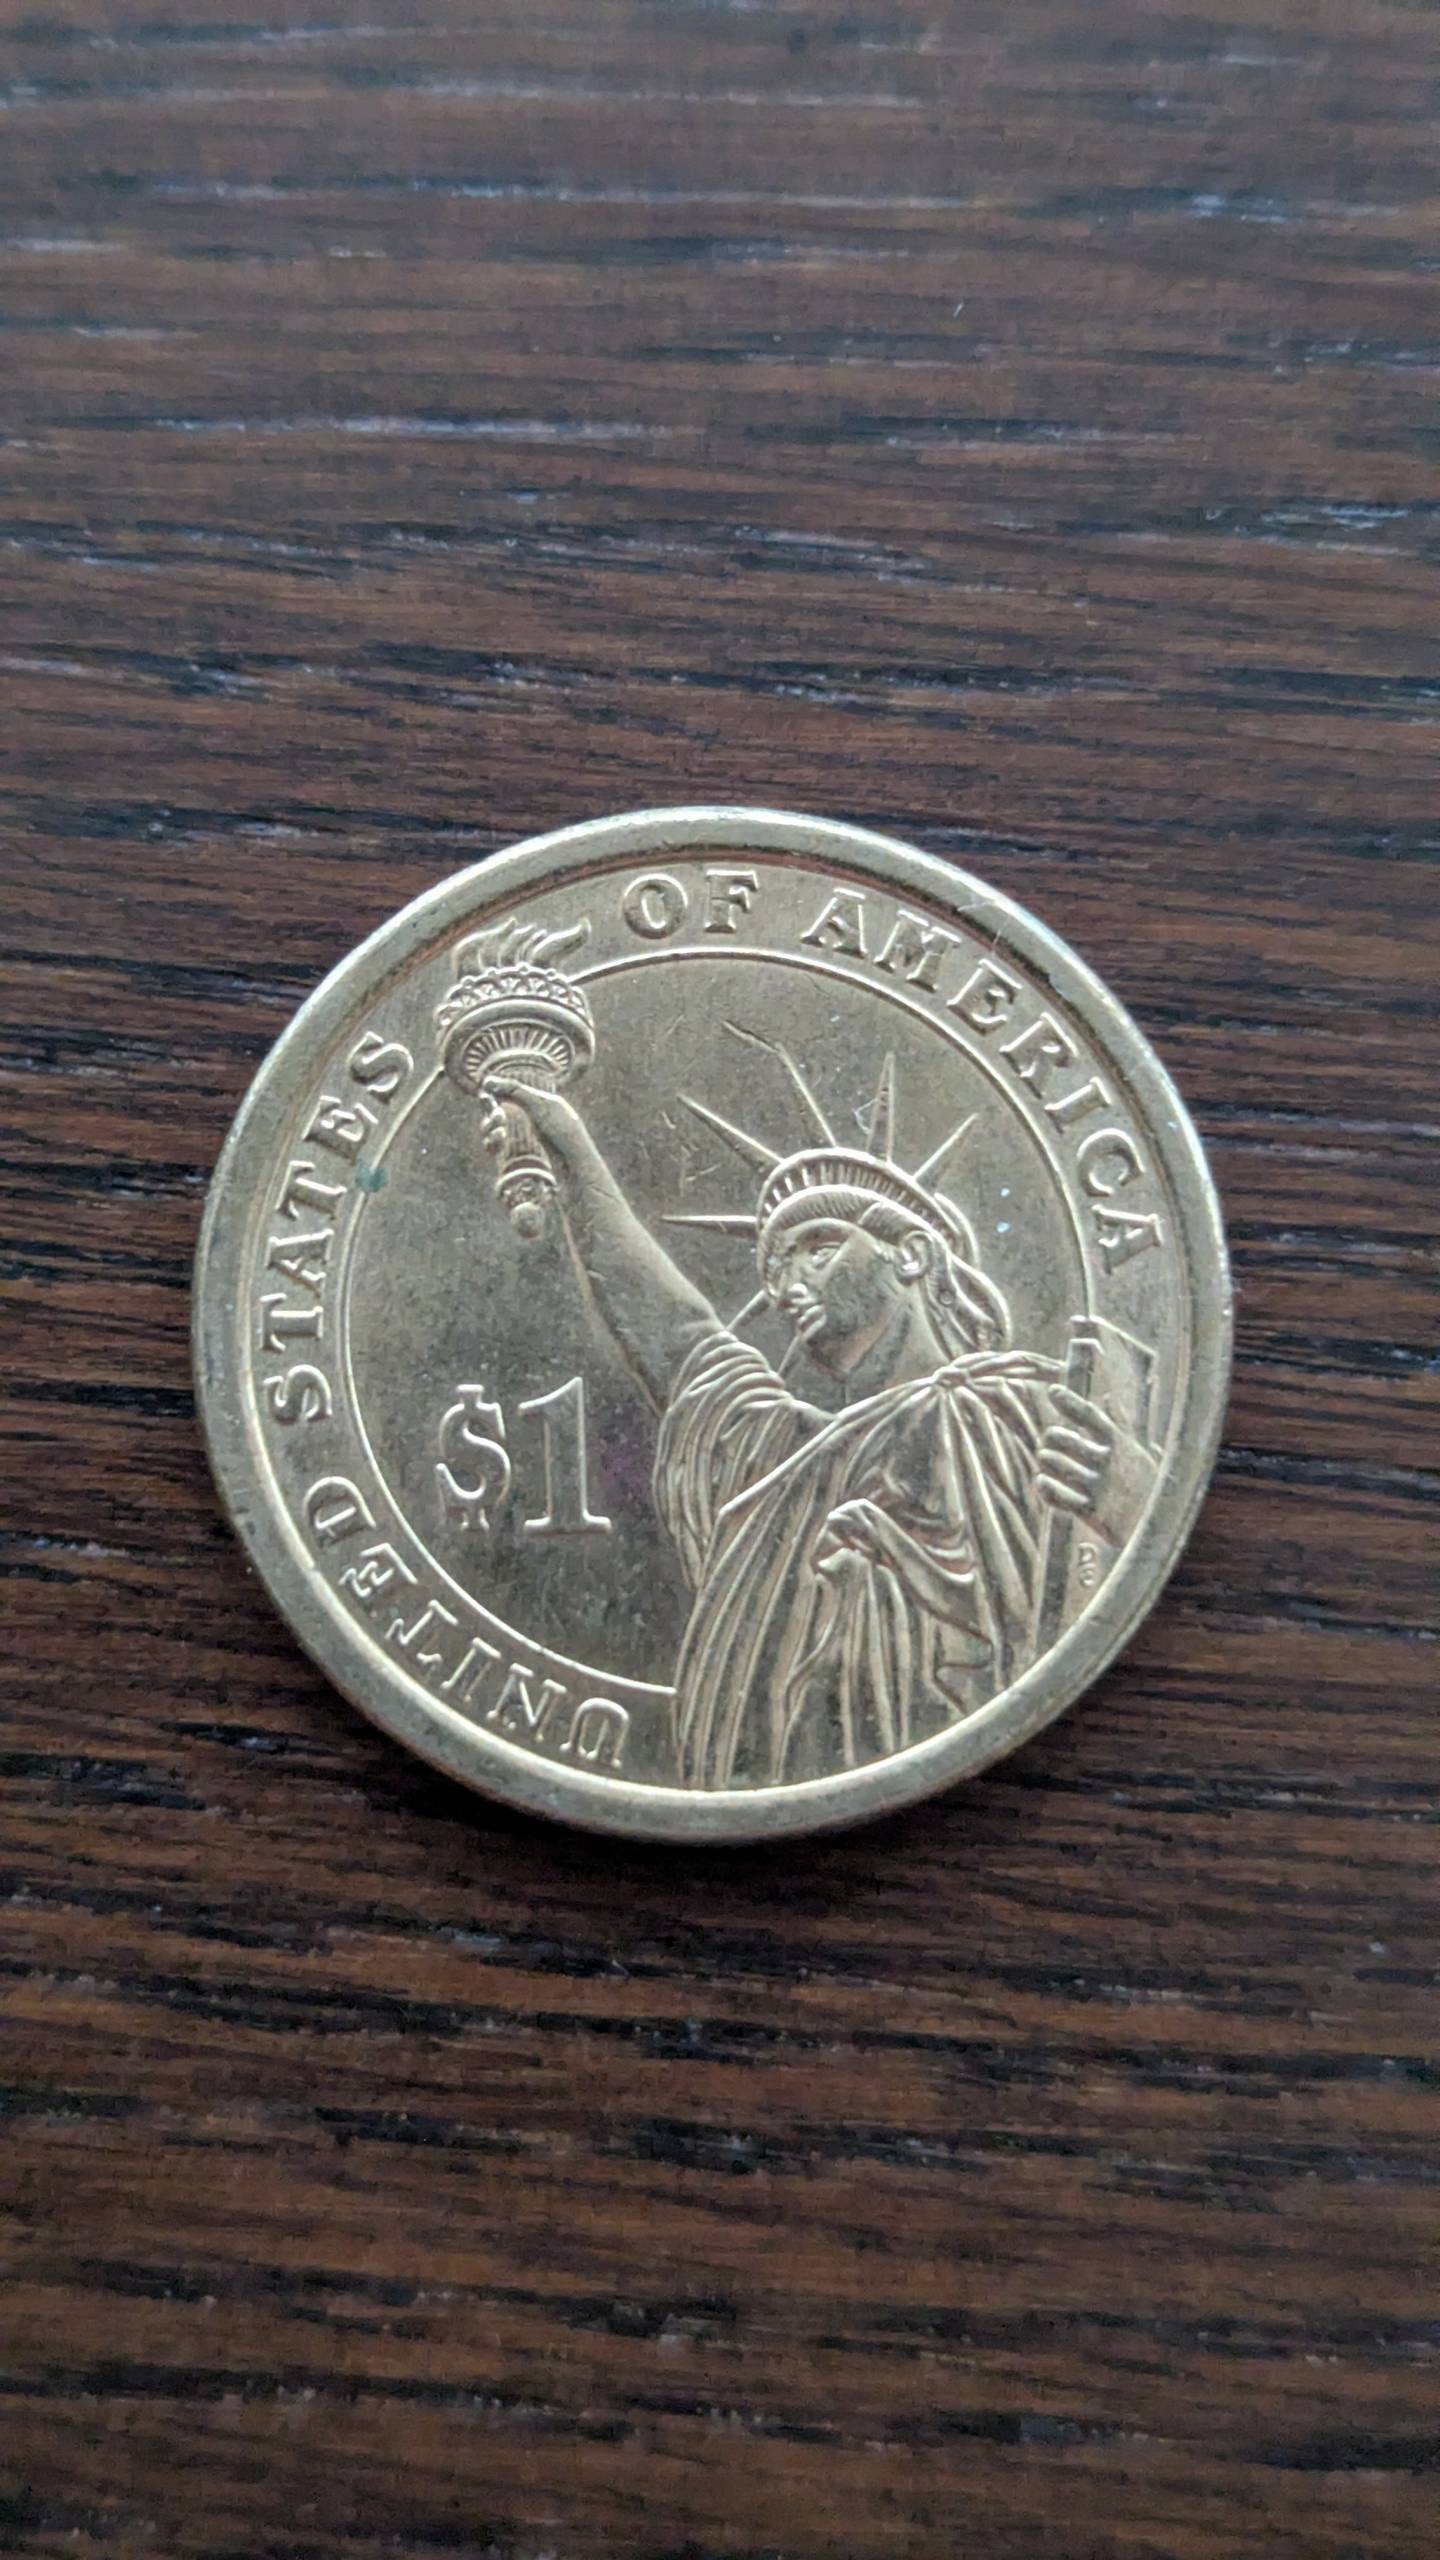 UNITED STATES OF AMERICA
$1